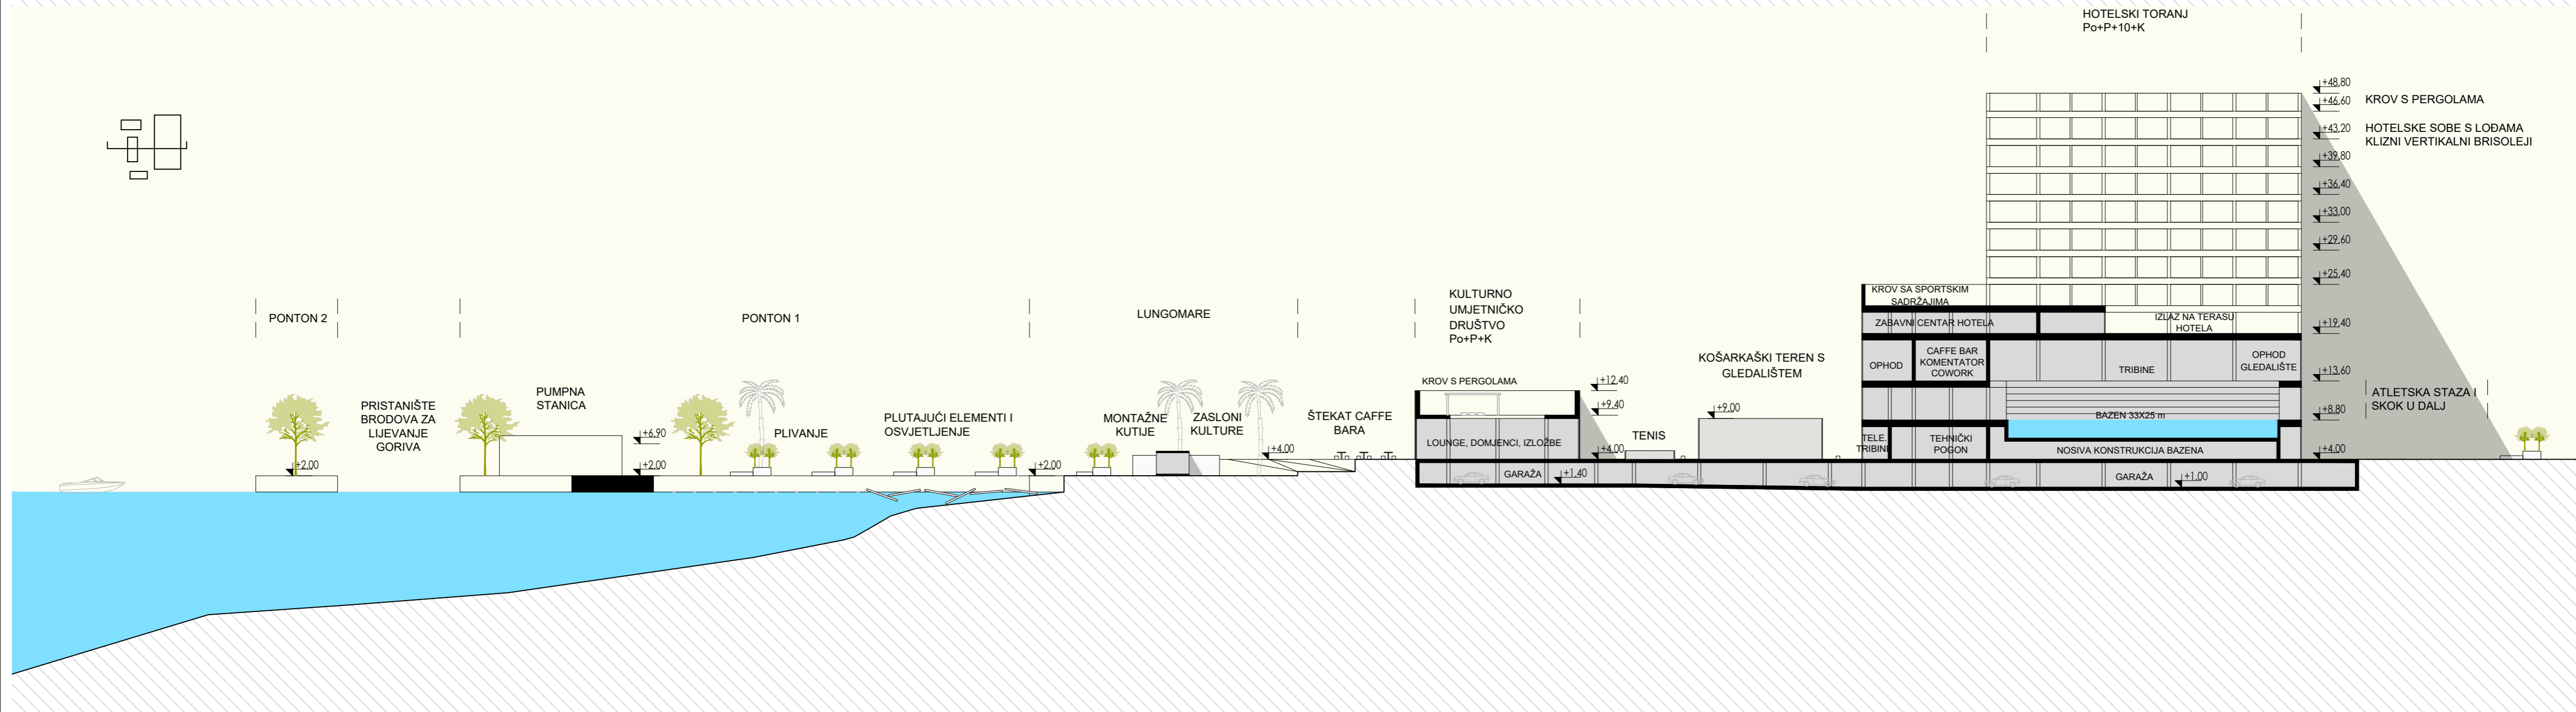 HOTELSKI TORANJ
Po+P+10+K
+48.80
+46.60
KROV S PERGOLAMA
+43.20
HOTELSKE SOBE S LOĐAMA
KLIZNI VERTIKALNI BRISOLEJI
+39.80
+36.40
+33.00
+29.60
+25.40
+19.40
+13.60
+8.80
+4.00
KROV SA SPORTSKIM
SADRŽAJIMA
ZABAVNI CENTAR HOTELA
IZLAZ NA TERASU
HOTELA
OPHOD
CAFFE BAR
KOMENTATOR
COWORK
TRIBINE
OPHOD
GLEDALIŠTE
BAZEN 33X25 m
TELE.
TRIBINE
TEHNIČKI
POGON
NOSIVA KONSTRUKCIJA BAZENA
GARAŽA
+1.00
ATLETSKA STAZA I
SKOK U DALJ
PONTON 2
PONTON 1
LUNGOMARE
KULTURNO
UMJETNIČKO
DRUŠTVO
Po+P+K
KOŠARKAŠKI TEREN S
GLEDALIŠTEM
+9.00
TENIS
KROV S PERGOLAMA
+12.40
+9.40
+4.00
LOUNGE, DOMJENCI, IZLOŽBE
GARAŽA
+1.40
ŠTEKAT CAFFE
BARA
+4.00
ZASLONI
KULTURE
MONTAŽNE
KUTIJE
PLUTAJUĆI ELEMENTI I
OSVJETLJENJE
+2.00
PLIVANJE
PUMPNA
STANICA
+6.90
+2.00
PRISTANIŠTE
BRODOVA ZA
LIJEVANJE
GORIVA
+2.00